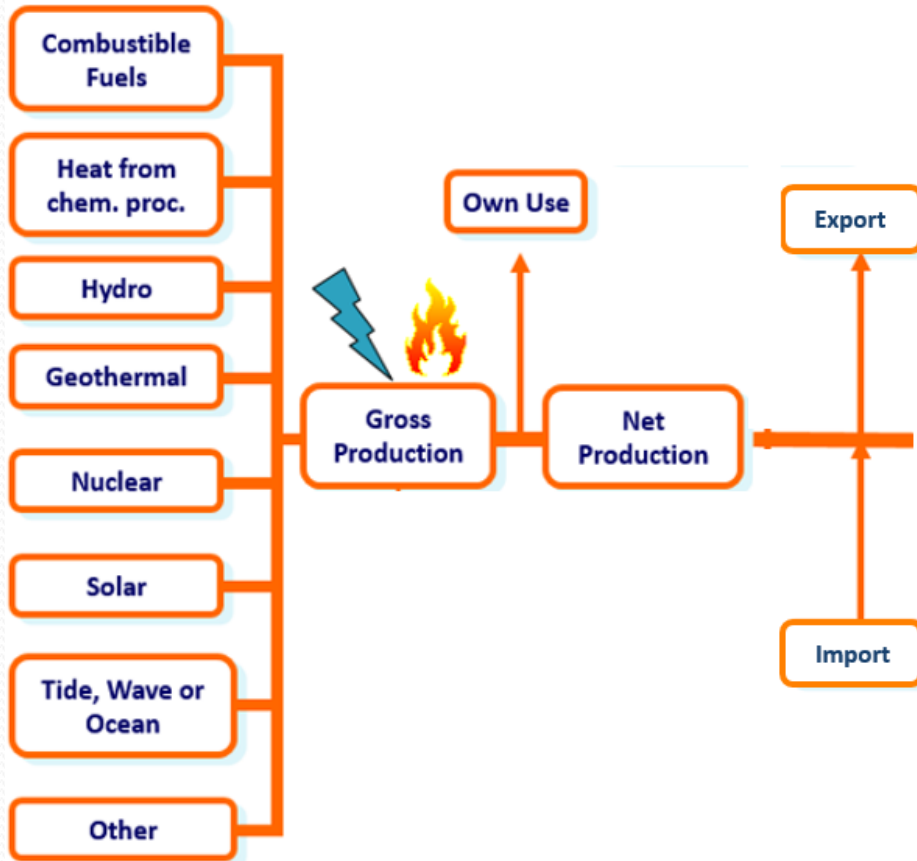 Combustible
Fuels
Heat from
chem. proc.
Hydro
Geothermal
Nuclear
Solar
Tide, Wave or
Ocean
Other
Gross
Production
Own Use
Net
Production
Export
Import